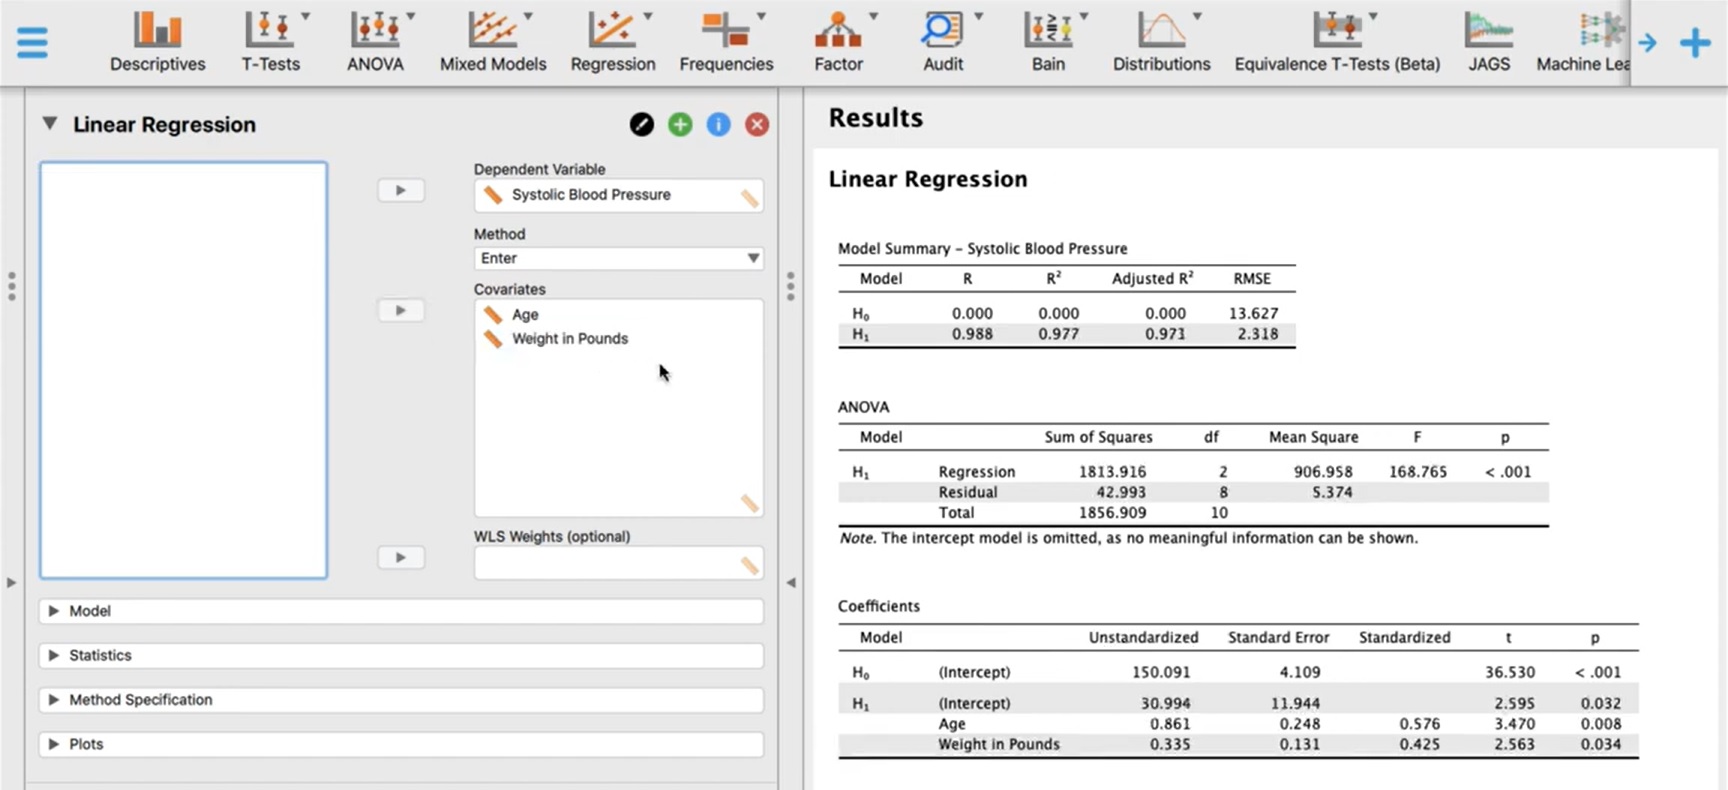 Descriptives T-Tests ANOVA Mixed Models Regression Frequencies Factor Audit Bain Distributions Equivalence T-Tests (Beta) JAGS Machine Lea
Linear Regression
Dependent Variable
Systolic Blood Pressure
Method
Enter
Covariates
Age
Weight in Pounds
WLS Weights (optional)
Model
Statistics
Method Specification
Plots
Results
Linear Regression
Model Summary – Systolic Blood Pressure
Model R R² Adjusted R² RMSE
H₀ 0.000 0.000 0.000 13.627
H₁ 0.988 0.977 0.971 2.318
ANOVA
Model Sum of Squares df Mean Square F p
H₁ Regression 1813.916 2 906.958 168.765 < .001
Residual 42.993 8 5.374
Total 1856.909 10
Note. The intercept model is omitted, as no meaningful information can be shown.
Coefficients
Model Unstandardized Standard Error Standardized t p
H₀ (Intercept) 150.091 4.109 36.530 < .001
H₁ (Intercept) 30.994 11.944 2.595 0.032
Age 0.861 0.248 0.576 3.470 0.008
Weight in Pounds 0.335 0.131 0.425 2.563 0.034